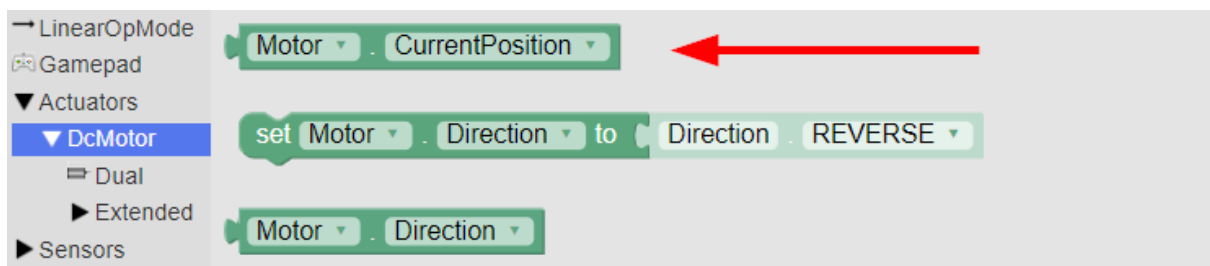 LinearOpMode
Gamepad
Actuators
DcMotor
Dual
Extended
Sensors
Motor . CurrentPosition
set Motor . Direction to Direction . REVERSE
Motor . Direction